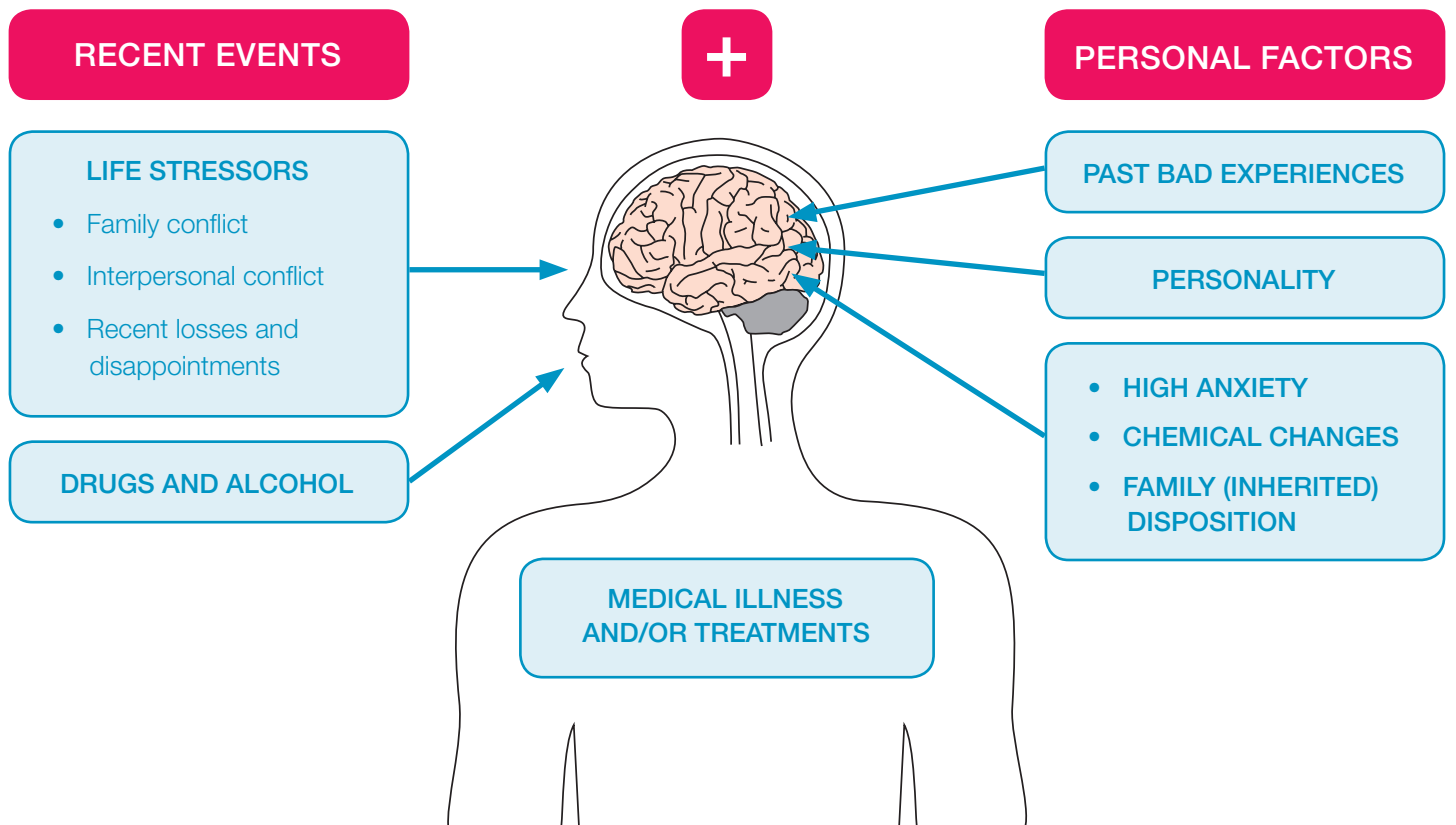 RECENT EVENTS
+
PERSONAL FACTORS
LIFE STRESSORS
• Family conflict
• Interpersonal conflict
• Recent losses and
disappointments
DRUGS AND ALCOHOL
PAST BAD EXPERIENCES
PERSONALITY
• HIGH ANXIETY
• CHEMICAL CHANGES
• FAMILY (INHERITED)
DISPOSITION
MEDICAL ILLNESS
AND/OR TREATMENTS